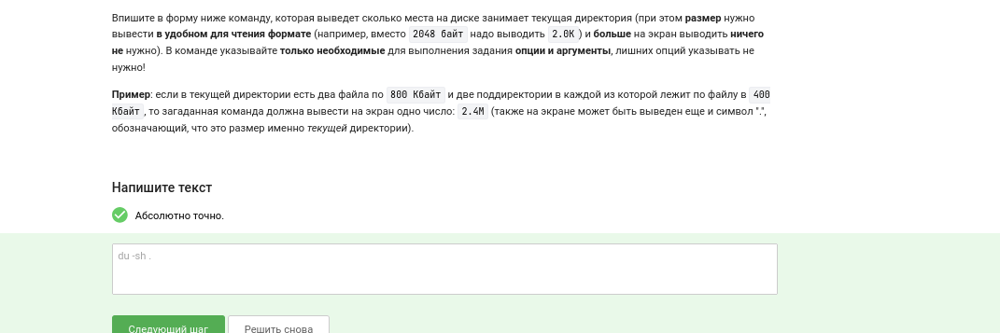 Впишите в форму ниже команду, которая выведет сколько места на диске занимает текущая директория (при этом размер нужно
вывести в удобном для чтения формате (например, вместо 2048 байт надо выводить 2.0K ) и больше на экран выводить ничего
не нужно). В команде указывайте только необходимые для выполнения задания опции и аргументы, лишних опций указывать не
нужно!
Пример: если в текущей директории есть два файла по 800 Кбайт и две поддиректории в каждой из которой лежит по файлу в 400
Кбайт , то загаданная команда должна вывести на экран одно число: 2.4M (также на экране может быть выведен еще и символ ".",
обозначающий, что это размер именно текущей директории).
Напишите текст
Абсолютно точно.
du -sh .
Следующий шаг Решить снова